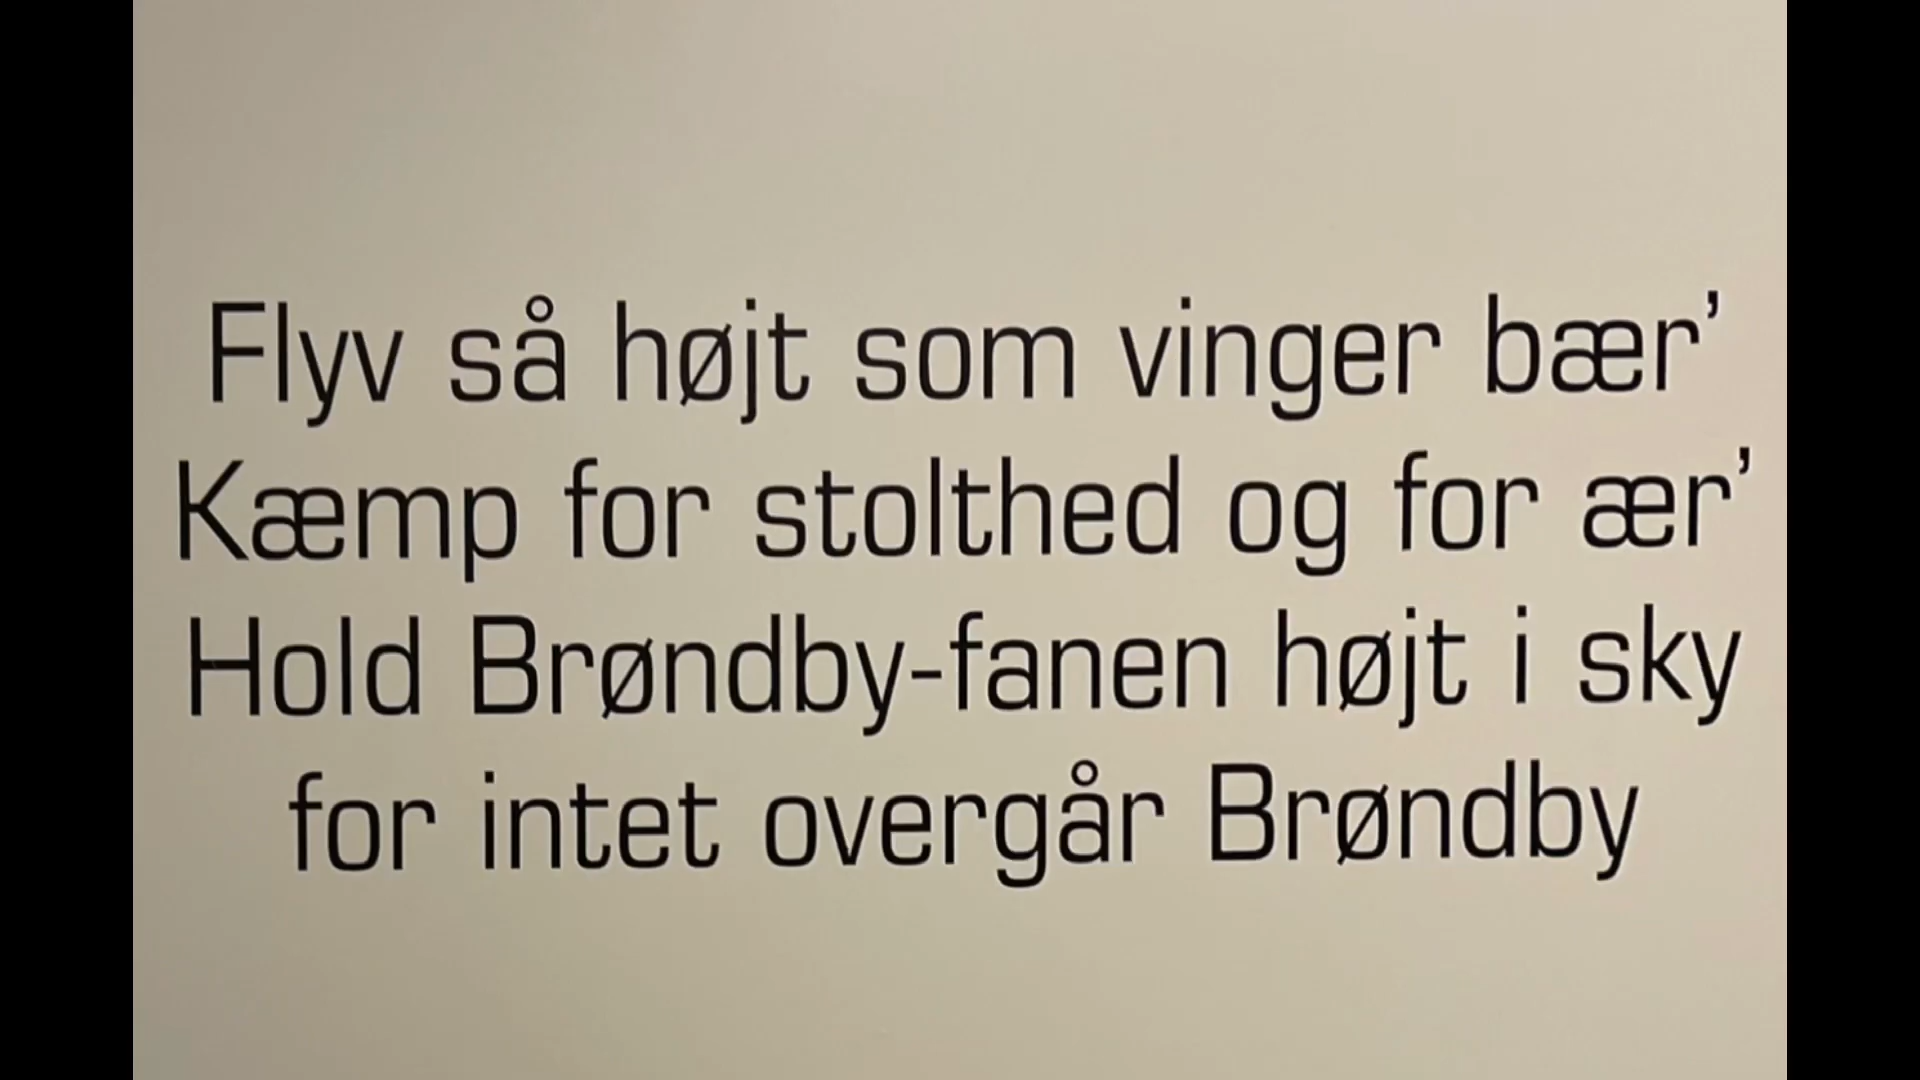 Flyv så højt som vinger bær’
Kæmp for stolthed og for ær’
Hold Brøndby-fanen højt i sky
for intet overgår Brøndby